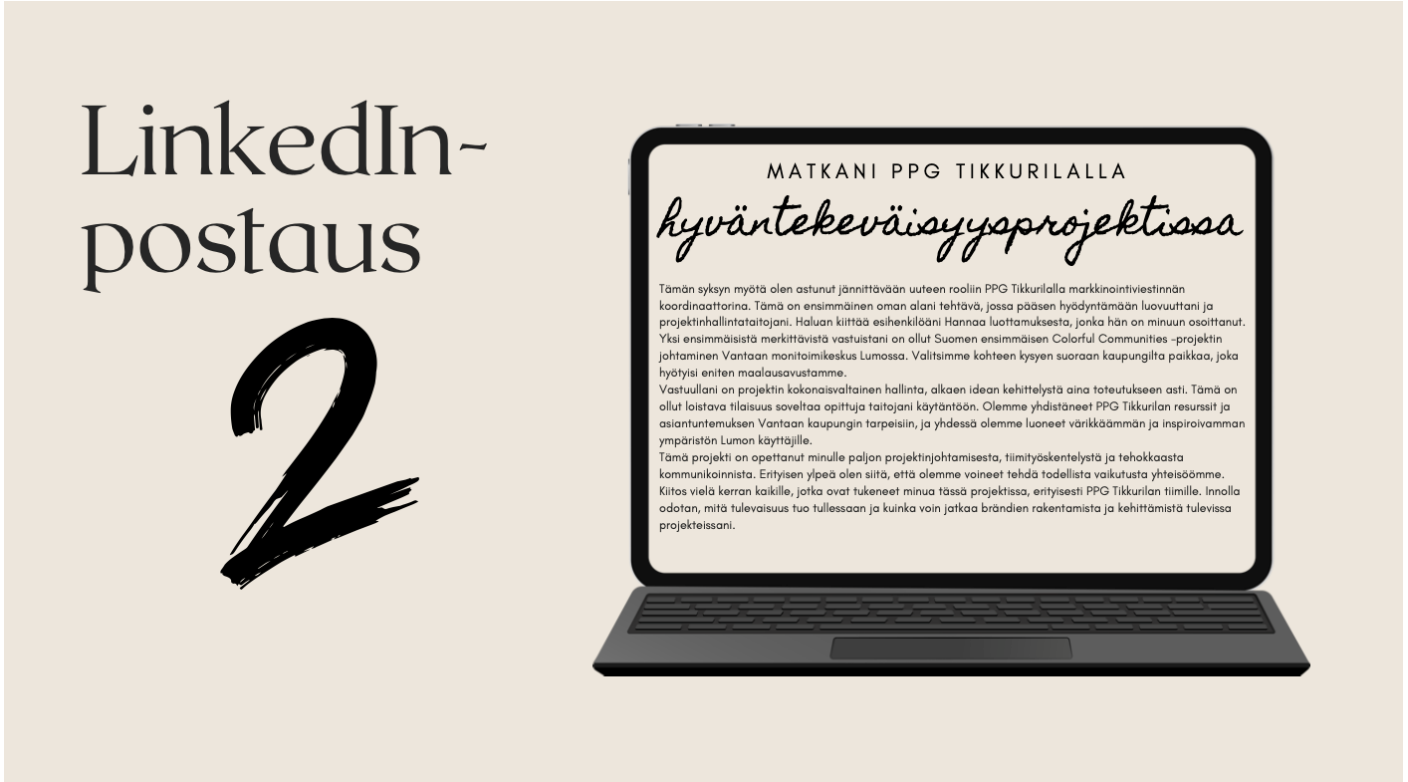 LinkedIn-
postaus
2
MATKANI PPG TIKKURILALLA
hyväntekeväisyysprojektissa
Tämän syksyn myötä olen astunut jännittävään uuteen rooliin PPG Tikkurilalla markkinointiviestinnän
koordinaattorina. Tämä on ensimmäinen oman alani tehtävä, jossa pääsen hyödyntämään luovuuttani ja
projektinhallintataitojani. Haluan kiittää esihenkilöäni Hannaa luottamuksesta, jonka hän on minuun osoittanut.
Yksi ensimmäisistä merkittävistä vastuistani on ollut Suomen ensimmäisen Colorful Communities -projektin
johtaminen Vantaan monitoimikeskus Lumossa. Valitsimme kohteen kysyen suoraan kaupungilta paikkaa, joka
hyötyisi eniten maalausavustamme.
Vastuullani on projektin kokonaisvaltainen hallinta, alkaen idean kehittelystä aina toteutukseen asti. Tämä on
ollut loistava tilaisuus soveltaa opittuja taitojani käytäntöön. Olemme yhdistäneet PPG Tikkurilan resurssit ja
asiantuntemuksen Vantaan kaupungin tarpeisiin, ja yhdessä olemme luoneet värikkäämmän ja inspiroivamman
ympäristön Lumon käyttäjille.
Tämä projekti on opettanut minulle paljon projektinjohtamisesta, tiimityöskentelystä ja tehokkaasta
kommunikoinnista. Erityisen ylpeä olen siitä, että olemme voineet tehdä todellista vaikutusta yhteisöömme.
Kiitos vielä kerran kaikille, jotka ovat tukeneet minua tässä projektissa, erityisesti PPG Tikkurilan tiimille. Innolla
odotan, mitä tulevaisuus tuo tullessaan ja kuinka voin jatkaa brändien rakentamista ja kehittämistä tulevissa
projekteissani.